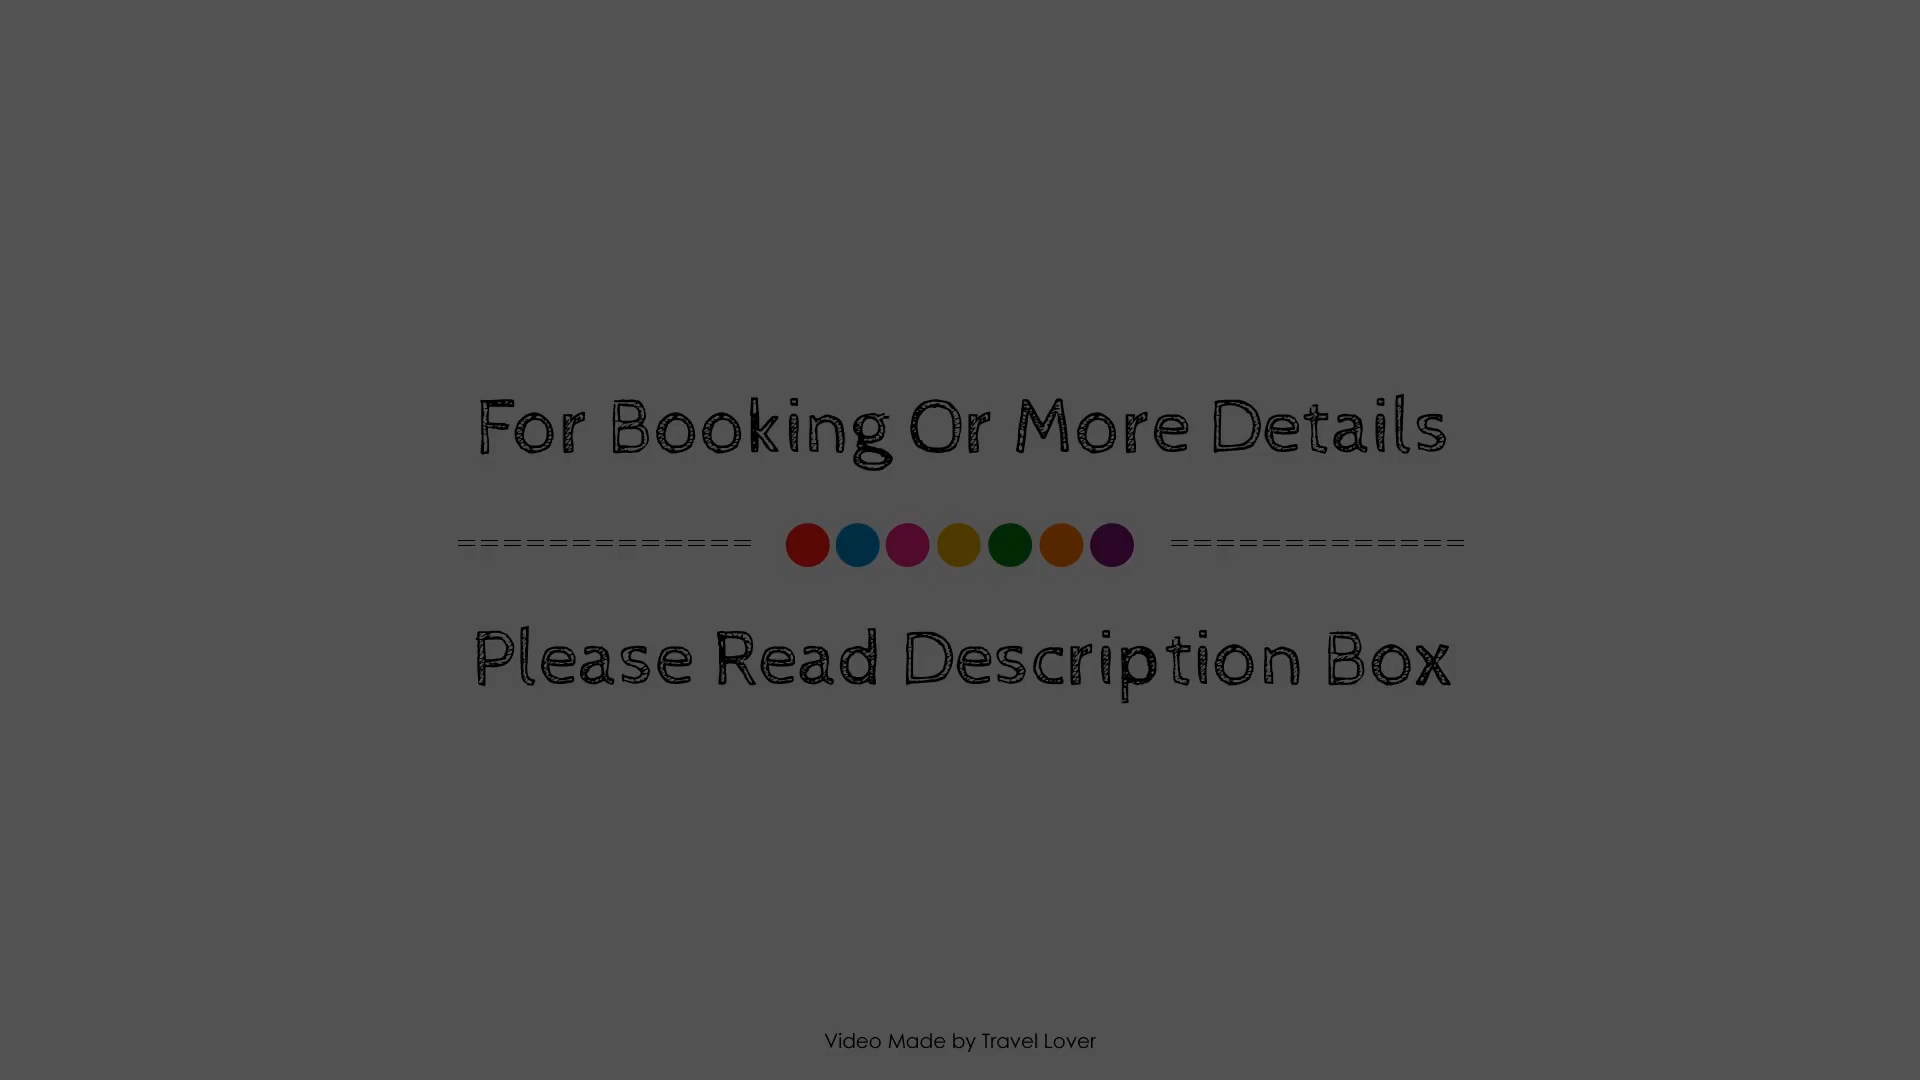 For Booking Or More Details
============= =============
Please Read Description Box
Video Made by Travel Lover